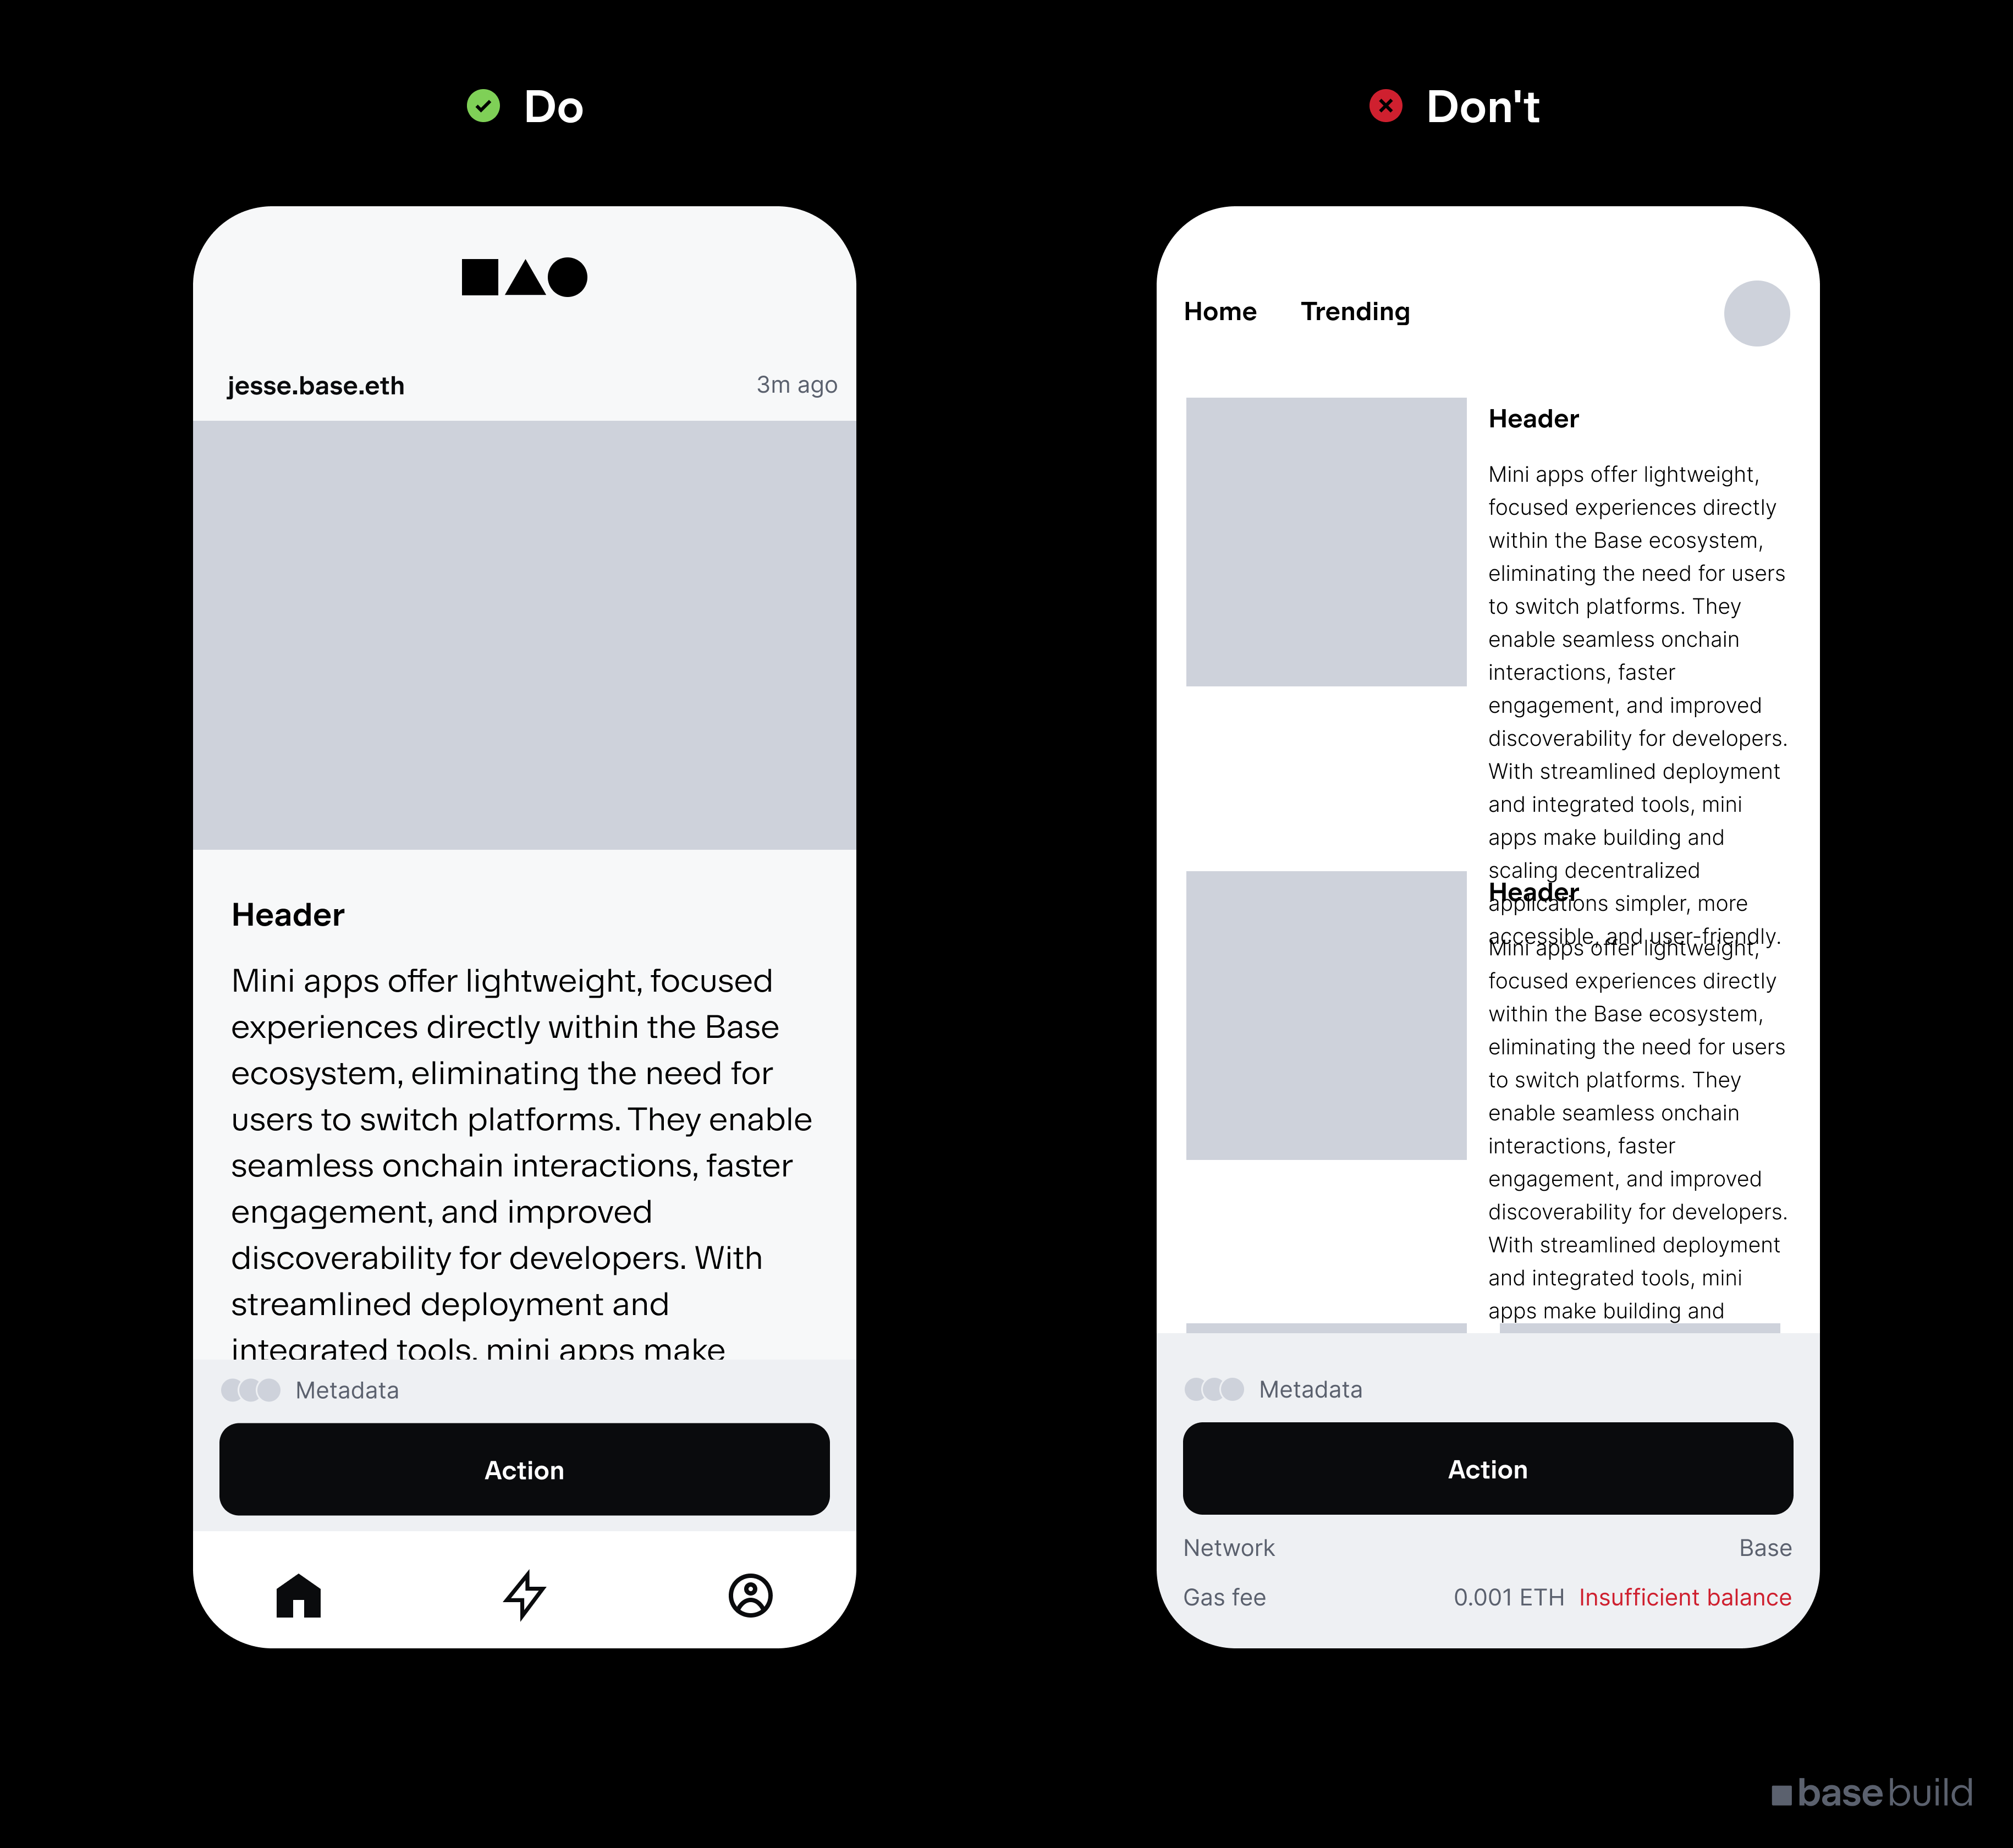 Do
jesse.base.eth
3m ago
Header
Mini apps offer lightweight, focused
experiences directly within the Base
ecosystem, eliminating the need for
users to switch platforms. They enable
seamless onchain interactions, faster
engagement, and improved
discoverability for developers. With
streamlined deployment and
integrated tools, mini apps make
Metadata
Action
Don't
Home
Trending
Header
Mini apps offer lightweight,
focused experiences directly
within the Base ecosystem,
eliminating the need for users
to switch platforms. They
enable seamless onchain
interactions, faster
engagement, and improved
discoverability for developers.
With streamlined deployment
and integrated tools, mini
apps make building and
scaling decentralized
applications simpler, more
accessible, and user-friendly.
Header
Mini apps offer lightweight,
focused experiences directly
within the Base ecosystem,
eliminating the need for users
to switch platforms. They
enable seamless onchain
interactions, faster
engagement, and improved
discoverability for developers.
With streamlined deployment
and integrated tools, mini
apps make building and
Metadata
Action
Network
Base
Gas fee
0.001 ETH Insufficient balance
basebuild